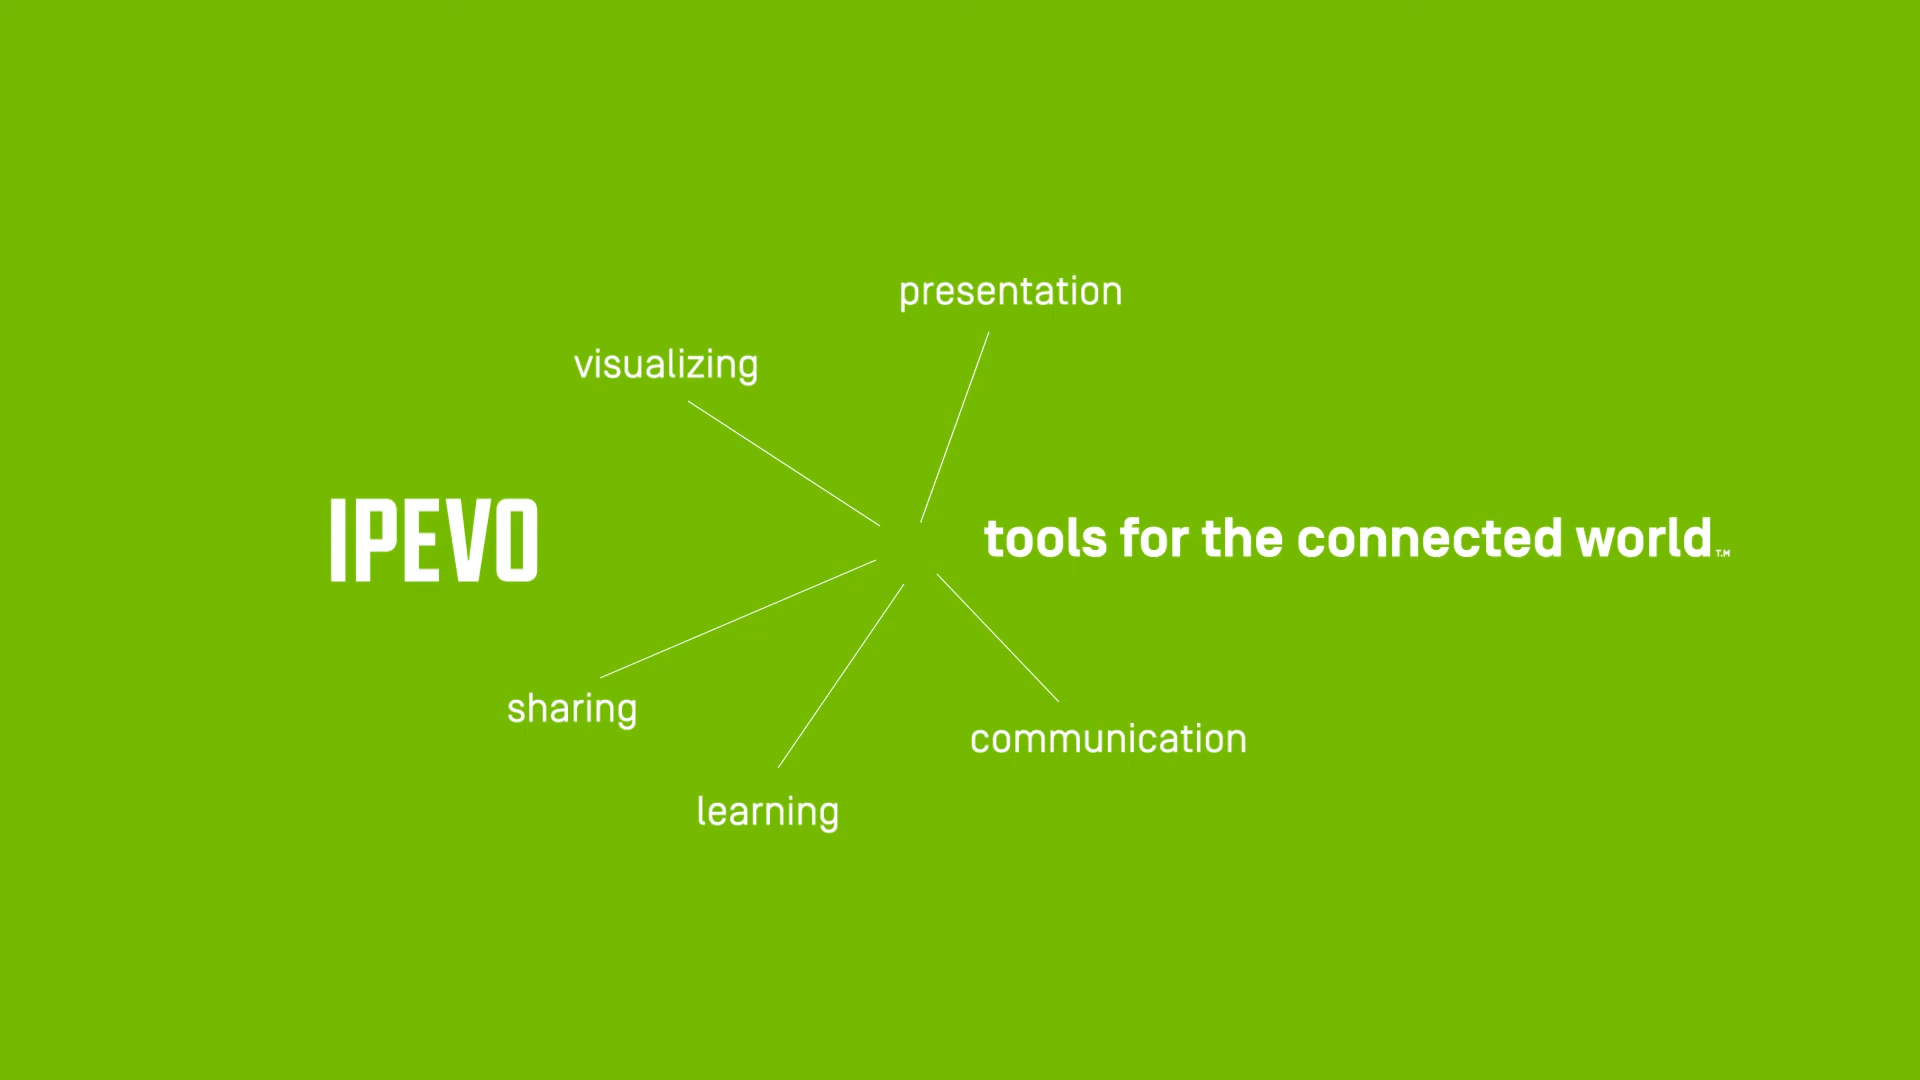 presentation
visualizing
IPEVO
tools for the connected world T.M
sharing
communication
learning